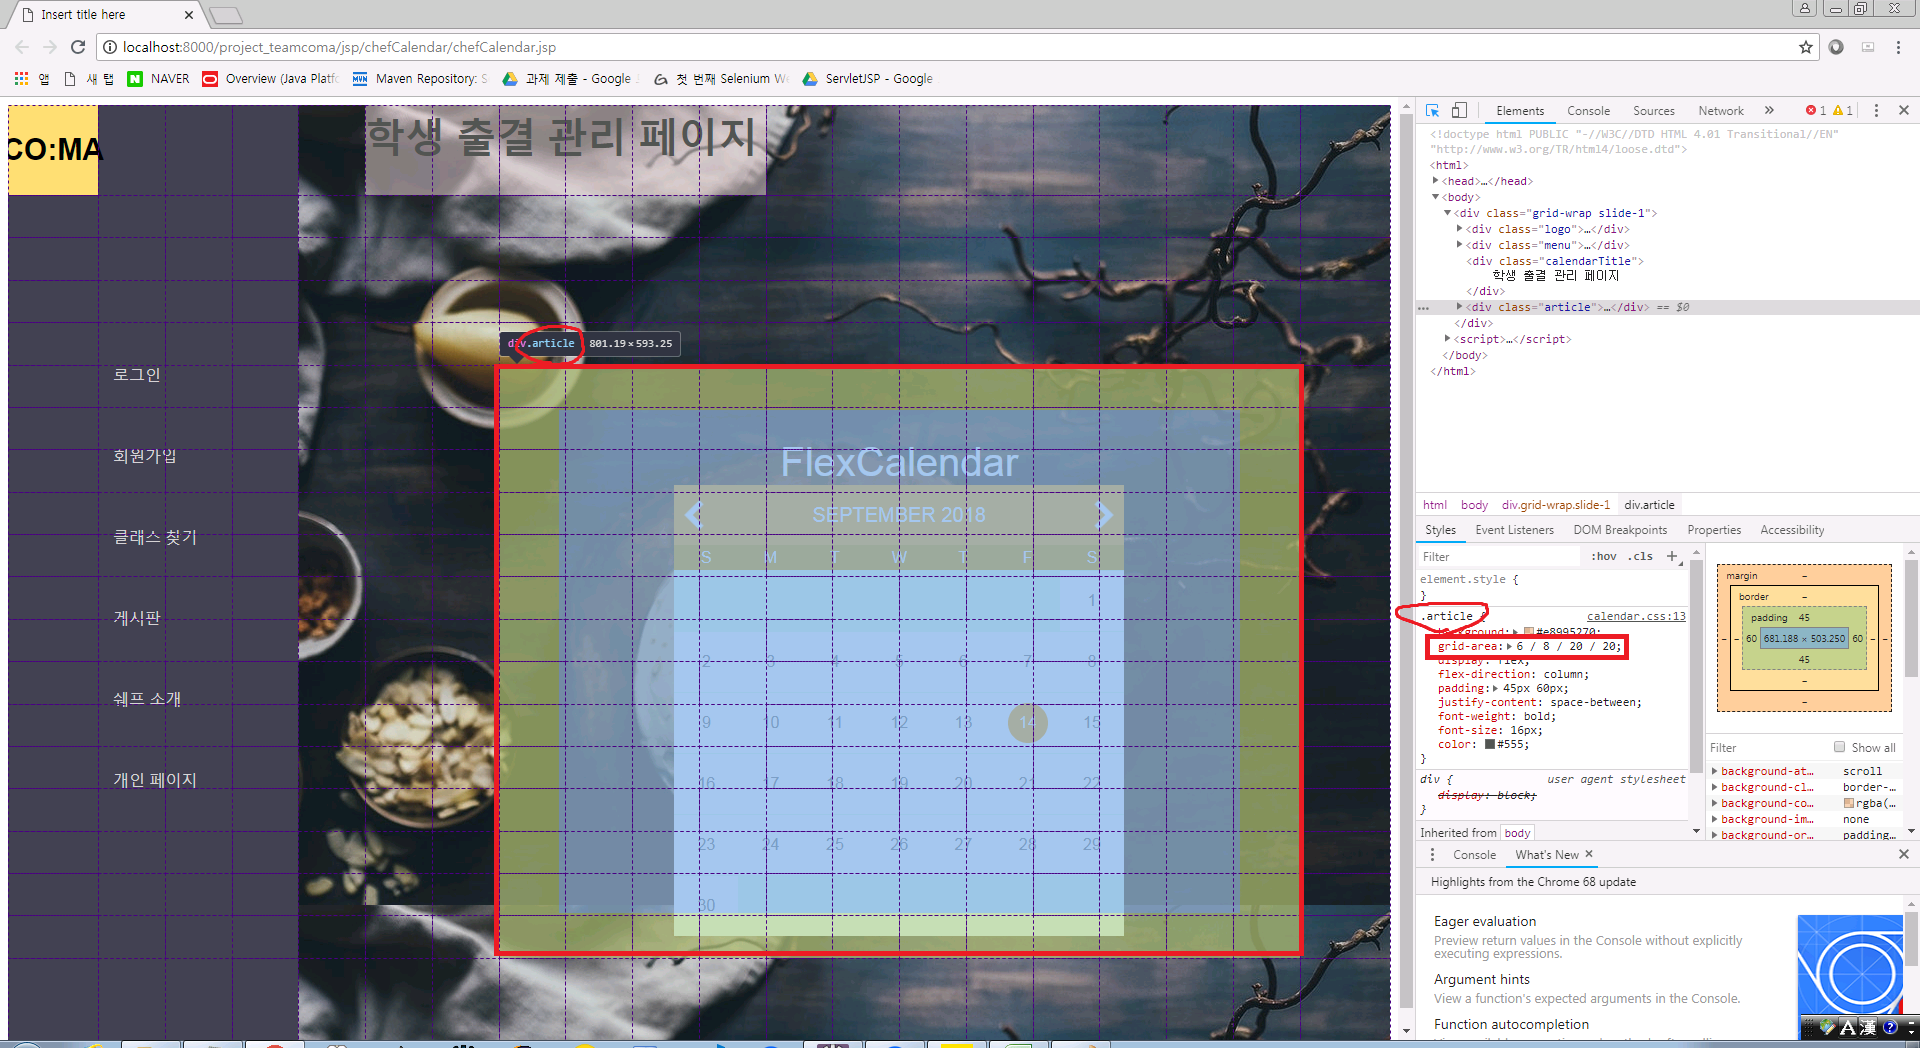 Insert title here
localhost:8000/project_teamcoma/jsp/chefCalendar/chefCalendar.jsp
앱 새 탭 NAVER Overview (Java Platfo Maven Repository: S 과제 제출 - Google 첫 번째 Selenium We ServletJSP - Google
CO:MA
학생 출결 관리 페이지
로그인
회원가입
클래스 찾기
게시판
쉐프 소개
개인 페이지
div.article 801.19 × 593.25
FlexCalendar
SEPTEMBER 2018
S M T W T F S
1
2 3 4 5 6 7 8
9 10 11 12 13 14 15
16 17 18 19 20 21 22
23 24 25 26 27 28 29
30
Elements Console Sources Network » 1 1
<!doctype html PUBLIC "-//W3C//DTD HTML 4.01 Transitional//EN"
"http://www.w3.org/TR/html4/loose.dtd">
<html>
<head>…</head>
<body>
<div class="grid-wrap slide-1">
<div class="logo">…</div>
<div class="menu">…</div>
<div class="calendarTitle">
학생 출결 관리 페이지
</div>
<div class="article">…</div> == $0
</div>
<script>…</script>
</body>
</html>
html body div.grid-wrap.slide-1 div.article
Styles Event Listeners DOM Breakpoints Properties Accessibility
Filter :hov .cls +
element.style {
}
.article { calendar.css:13
background: #e8995270;
grid-area: 6 / 8 / 20 / 20;
display: flex;
flex-direction: column;
padding: 45px 60px;
justify-content: space-between;
font-weight: bold;
font-size: 16px;
color: #555;
}
div { user agent stylesheet
display: block;
}
Inherited from body
margin –
border –
padding 45
– – 60 681.188 × 503.250 60 – –
45
–
–
Filter Show all
background-at… scroll
background-cl… border-…
background-co… rgba(…
background-im… none
background-or… padding…
Console What's New
Highlights from the Chrome 68 update
Eager evaluation
Preview return values in the Console without explicitly
executing expressions.
Argument hints
View a function's expected arguments in the Console.
Function autocompletion
A 漢